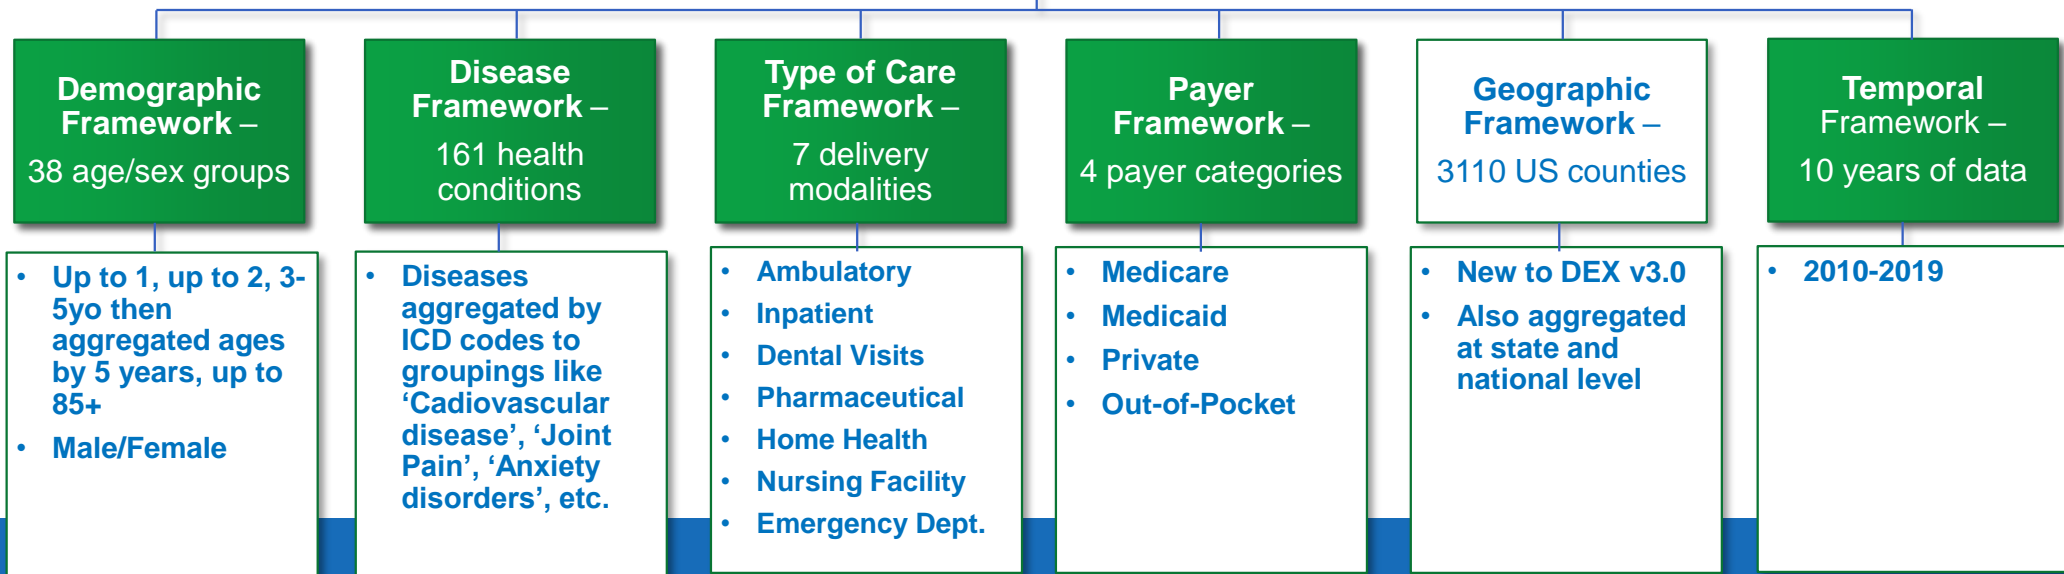 Demographic
Framework –
38 age/sex groups
Disease
Framework –
161 health
conditions
Type of Care
Framework –
7 delivery
modalities
Payer
Framework –
4 payer categories
Geographic
Framework –
3110 US counties
Temporal
Framework –
10 years of data
• Up to 1, up to 2, 3-
5yo then
aggregated ages
by 5 years, up to
85+
• Male/Female
• Diseases
aggregated by
ICD codes to
groupings like
‘Cadiovascular
disease’, ‘Joint
Pain’, ‘Anxiety
disorders’, etc.
• Ambulatory
• Inpatient
• Dental Visits
• Pharmaceutical
• Home Health
• Nursing Facility
• Emergency Dept.
• Medicare
• Medicaid
• Private
• Out-of-Pocket
• New to DEX v3.0
• Also aggregated
at state and
national level
• 2010-2019